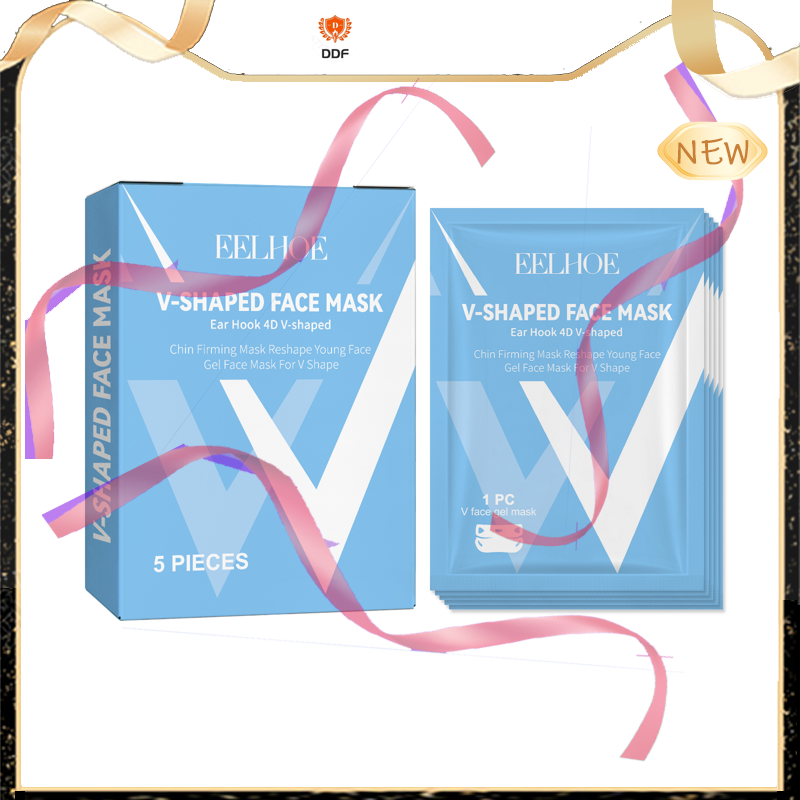 DDF
NEW
EELHOE
V-SHAPED FACE MASK
Ear Hook 4D V-shaped
Chin Firming Mask Reshape Young Face
Gel Face Mask For V Shape
5 PIECES
V-SHAPED FACE MASK
EELHOE
V-SHAPED FACE MASK
Ear Hook 4D V-shaped
Chin Firming Mask Reshape Young Face
Gel Face Mask For V Shape
1 PC
V face gel mask